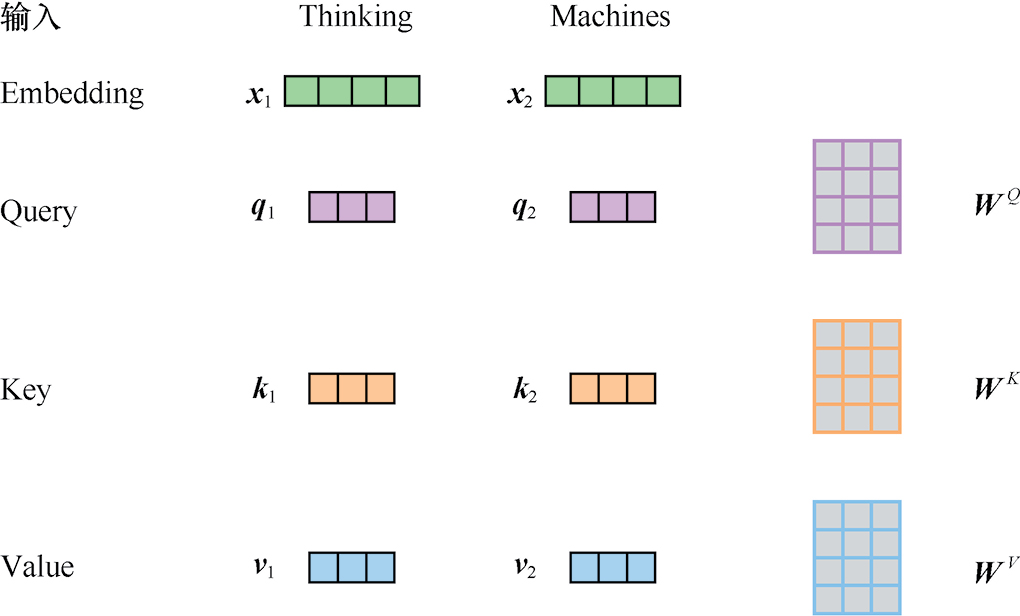 输入 Thinking Machines
Embedding x1 x2
Query q1 q2 W^Q
Key k1 k2 W^K
Value v1 v2 W^V